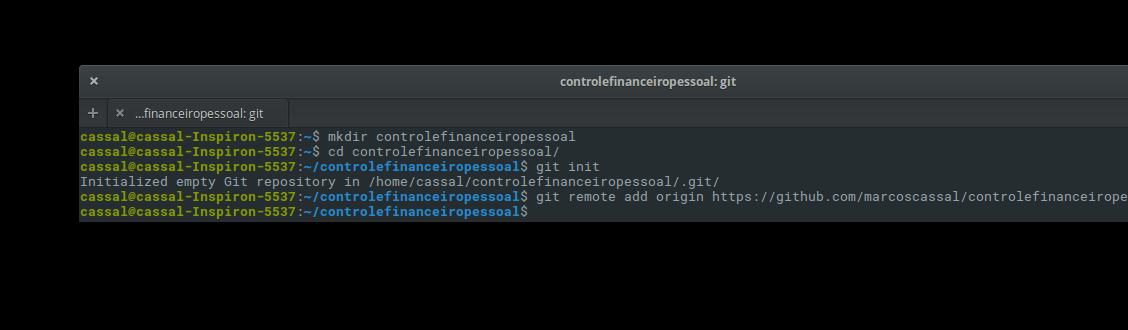 controlefinanceiropessoal: git
...financeiropessoal: git
cassal@cassal-Inspiron-5537:~$ mkdir controlefinanceiropessoal
cassal@cassal-Inspiron-5537:~$ cd controlefinanceiropessoal/
cassal@cassal-Inspiron-5537:~/controlefinanceiropessoal$ git init
Initialized empty Git repository in /home/cassal/controlefinanceiropessoal/.git/
cassal@cassal-Inspiron-5537:~/controlefinanceiropessoal$ git remote add origin https://github.com/marcoscassal/controlefinanceirope
cassal@cassal-Inspiron-5537:~/controlefinanceiropessoal$